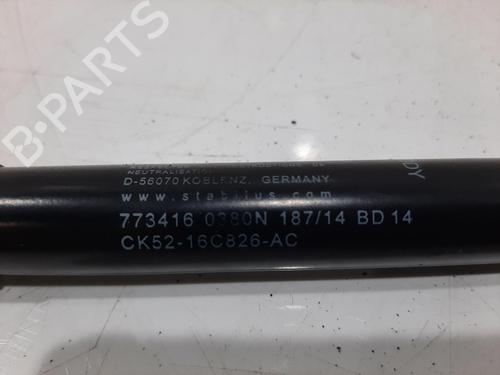 NEUTRALISATION
D-56070 KOBLENZ, GERMANY
www.stabilus.com
773416 0380N 187/14 BD 14
CK52-16C826-AC
B-PARTS